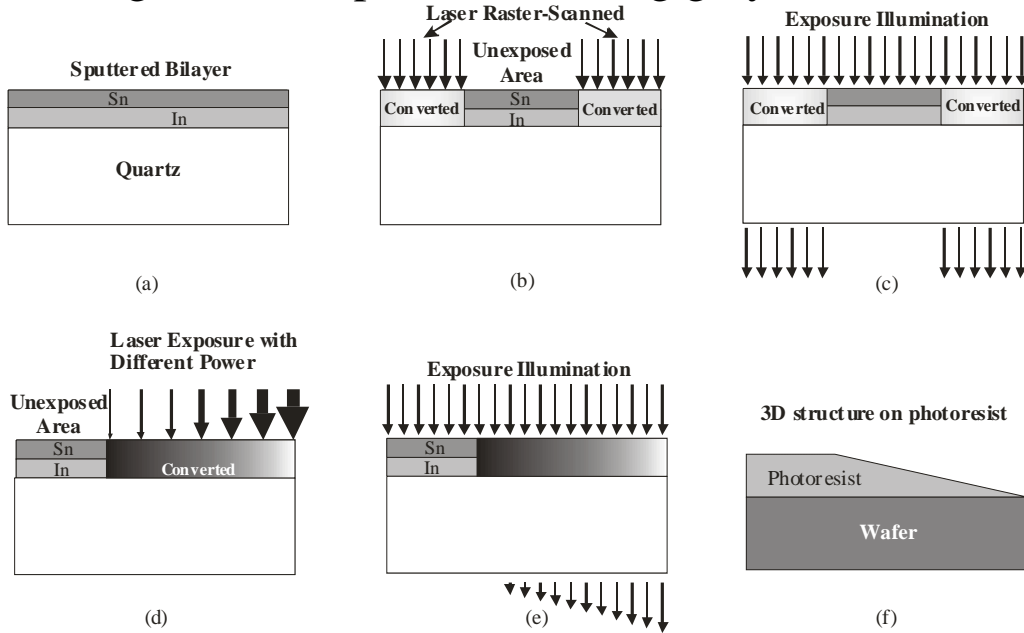 Laser Raster-Scanned
Sputtered Bilayer
Sn
In
Quartz
(a)
Unexposed
Area
Converted
Sn
In
Converted
(b)
Exposure Illumination
Converted
Converted
(c)
Laser Exposure with
Different Power
Unexposed
Area
Sn
In
Converted
(d)
Exposure Illumination
Sn
In
(e)
3D structure on photoresist
Photoresist
Wafer
(f)